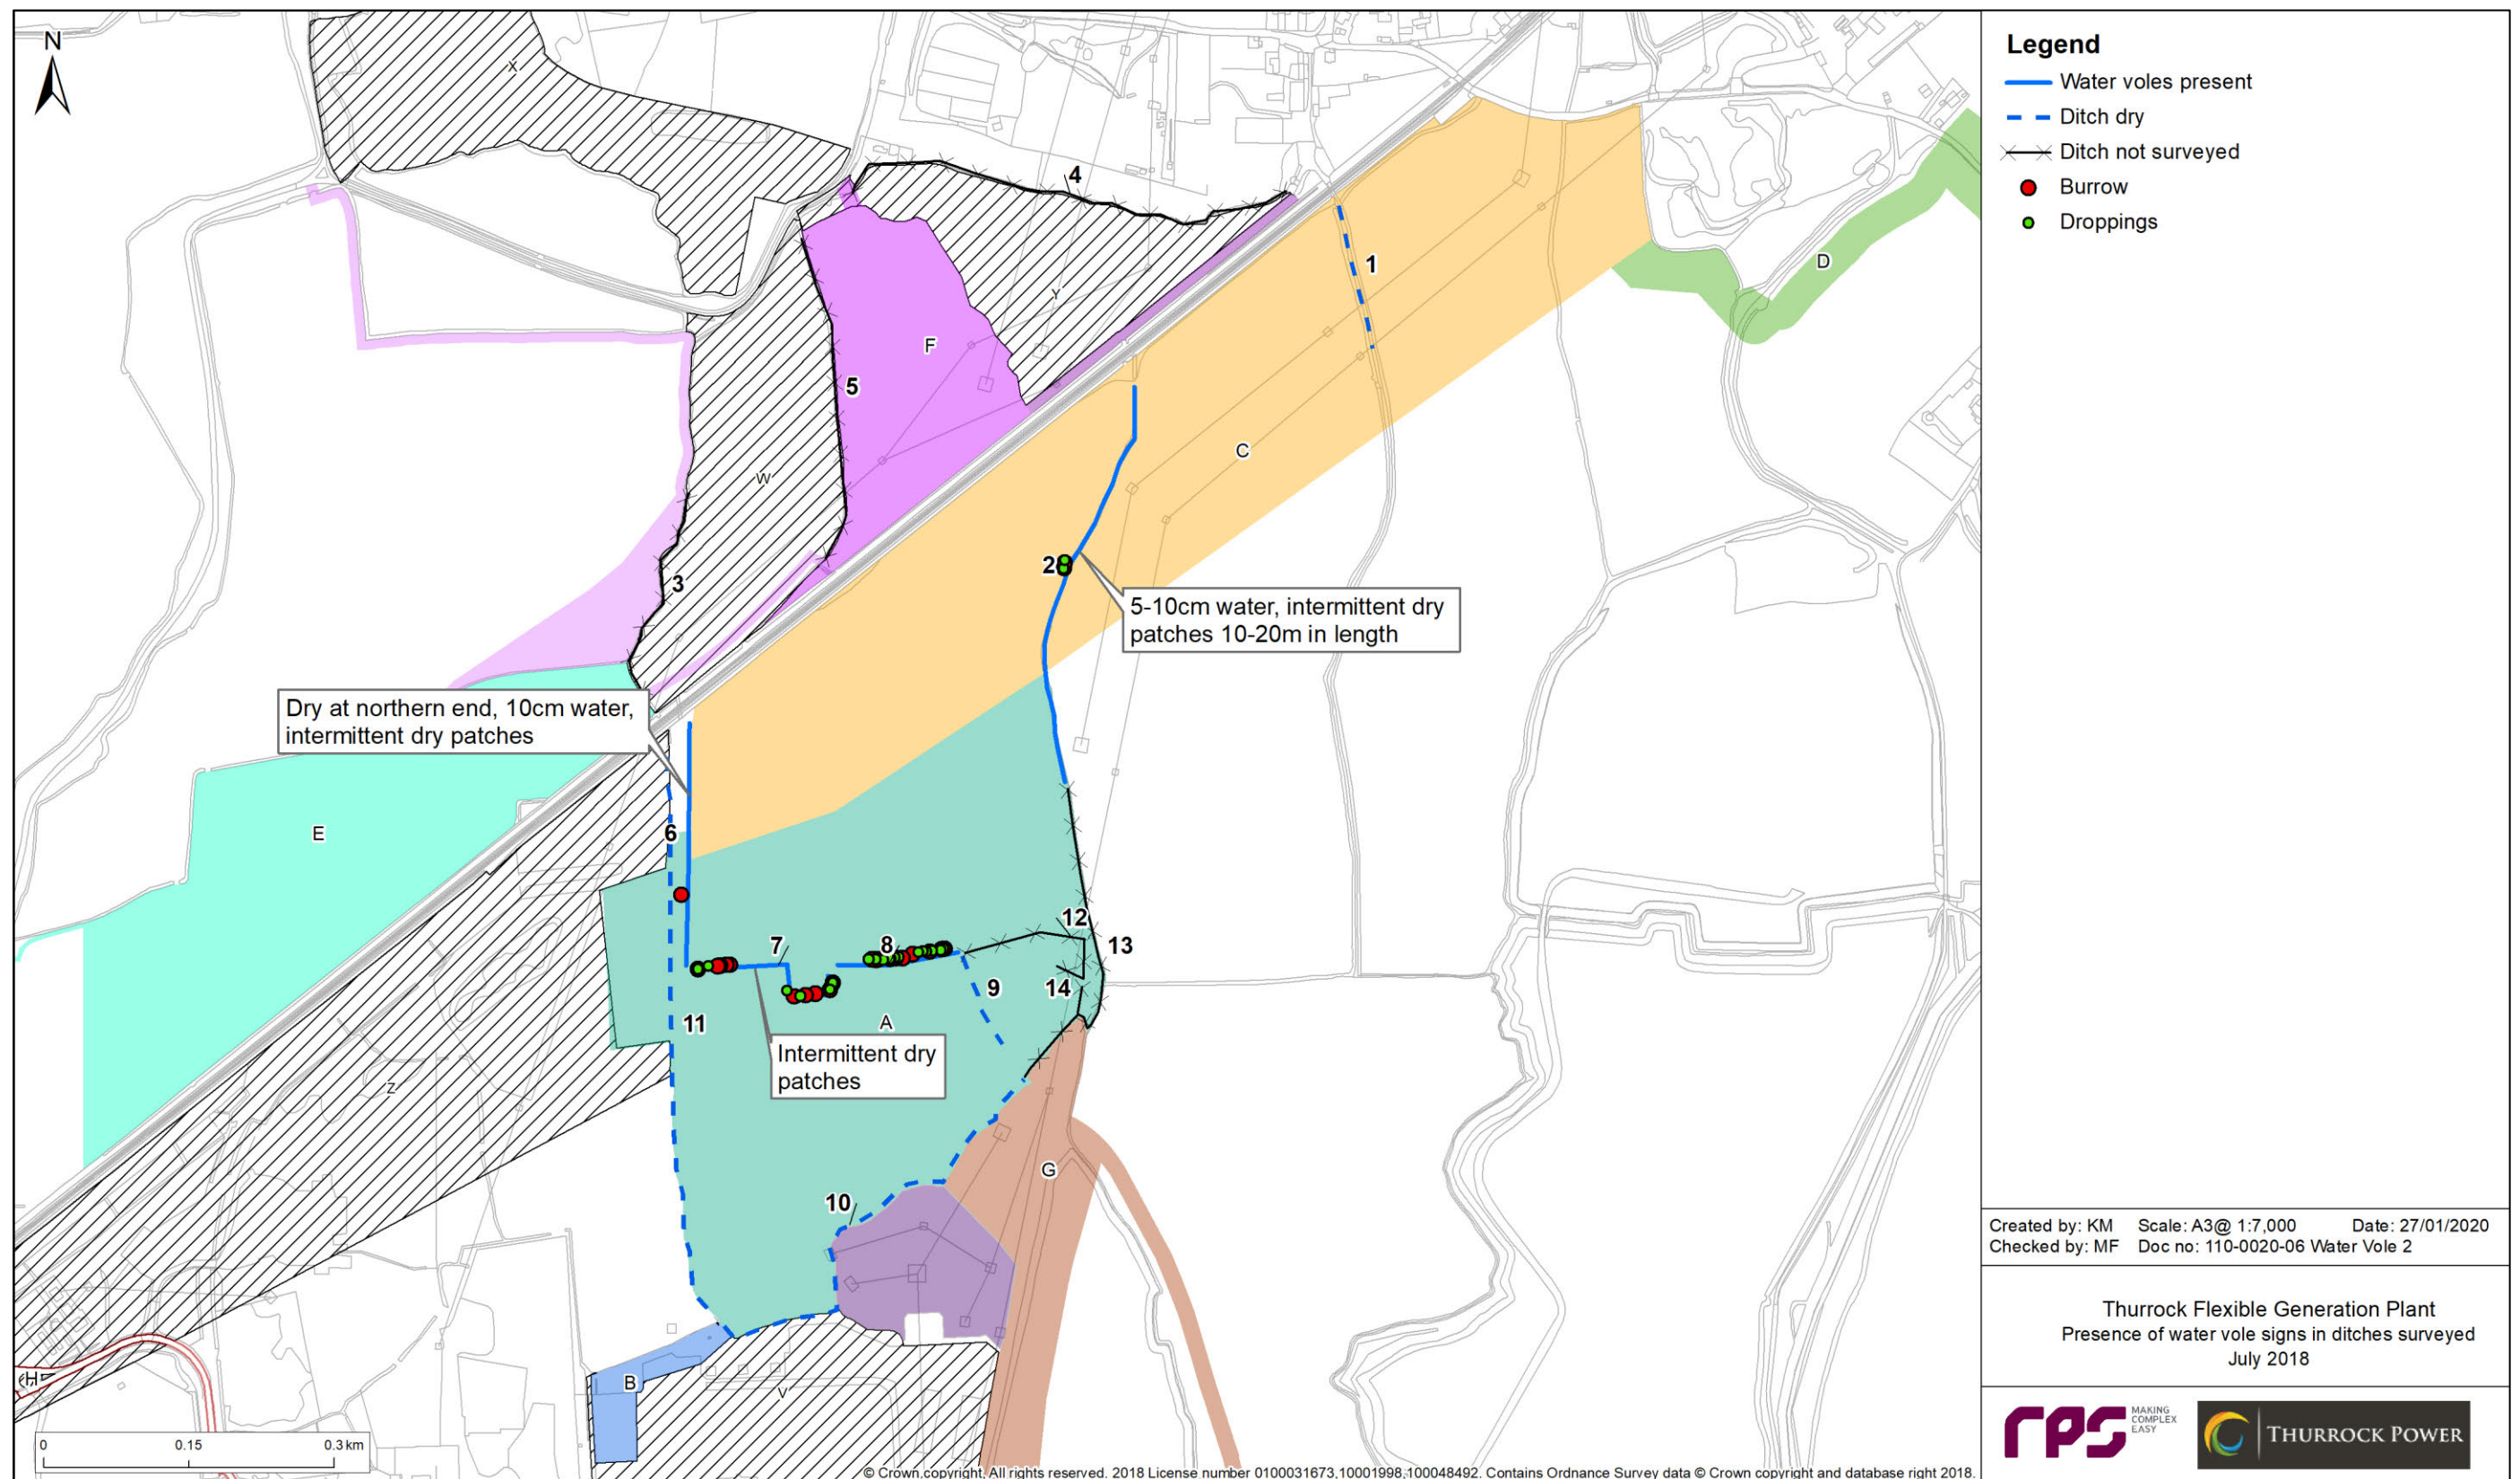 N
X
4
1
D
Y
F
5
W
C
2
5-10cm water, intermittent dry
patches 10-20m in length
3
Dry at northern end, 10cm water,
intermittent dry patches
E
6
7
8
12
13
9
14
11
A
Intermittent dry
patches
Z
G
10
H
B
V
0 0.15 0.3 km
© Crown copyright, All rights reserved. 2018 License number 0100031673,10001998,100048492. Contains Ordnance Survey data © Crown copyright and database right 2018.
Legend
Water voles present
Ditch dry
Ditch not surveyed
Burrow
Droppings
Created by: KM Scale: A3@ 1:7,000 Date: 27/01/2020
Checked by: MF Doc no: 110-0020-06 Water Vole 2
Thurrock Flexible Generation Plant
Presence of water vole signs in ditches surveyed
July 2018
rps MAKING
COMPLEX
EASY
THURROCK POWER